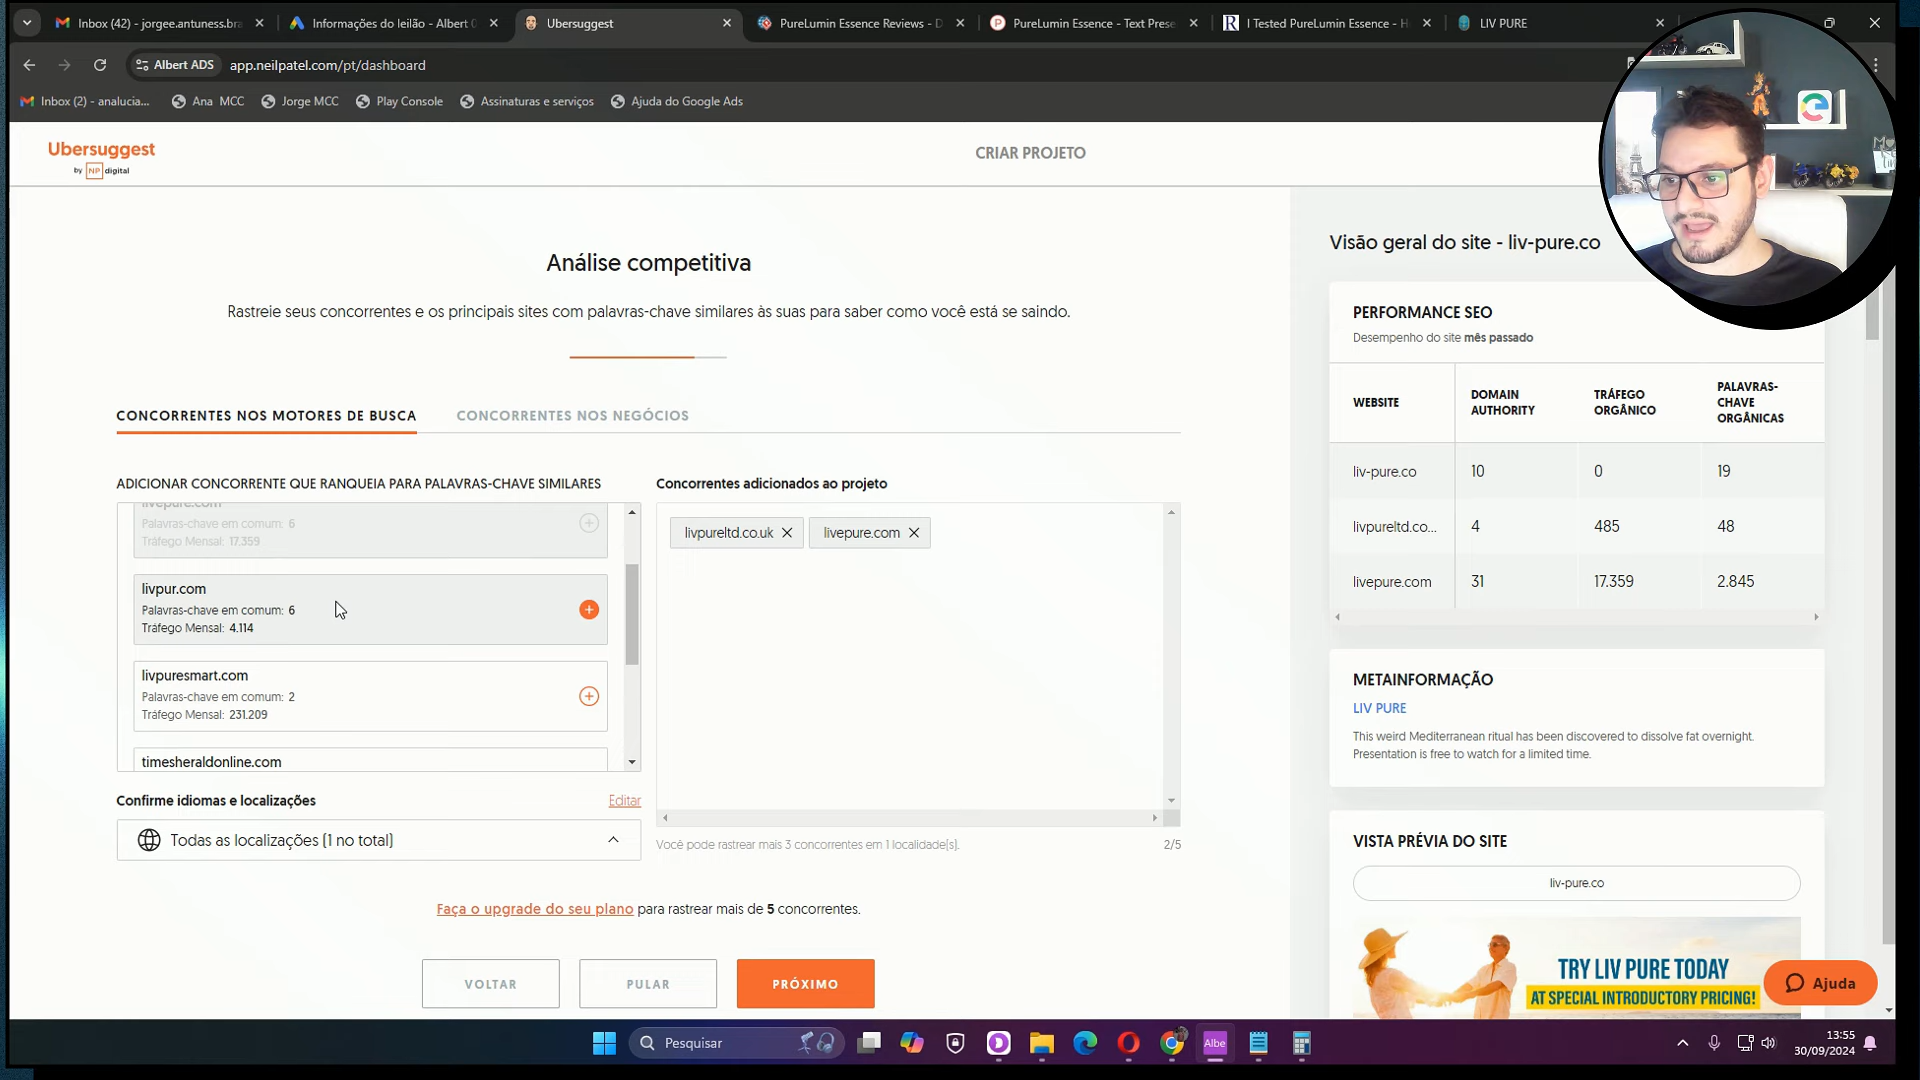 Inbox (42) - jorgee.antuness.bra
Informações do leilão - Albert
Ubersuggest
PureLumin Essence Reviews - D
PureLumin Essence - Text Prese
I Tested PureLumin Essence - H
LIV PURE
Albert ADS
app.neilpatel.com/pt/dashboard
Inbox (2) - analucia...
Ana MCC
Jorge MCC
Play Console
Assinaturas e serviços
Ajuda do Google Ads
Ubersuggest
by NP digital
CRIAR PROJETO
Análise competitiva
Rastreie seus concorrentes e os principais sites com palavras-chave similares às suas para saber como você está se saindo.
CONCORRENTES NOS MOTORES DE BUSCA
CONCORRENTES NOS NEGÓCIOS
ADICIONAR CONCORRENTE QUE RANQUEIA PARA PALAVRAS-CHAVE SIMILARES
livepure.com
Palavras-chave em comum: 6
Tráfego Mensal: 17.359
livpur.com
Palavras-chave em comum: 6
Tráfego Mensal: 4.114
livpuresmart.com
Palavras-chave em comum: 2
Tráfego Mensal: 231.209
timesheraldonline.com
Concorrentes adicionados ao projeto
livpureltd.co.uk
livepure.com
Confirme idiomas e localizações
Editar
Todas as localizações (1 no total)
Você pode rastrear mais 3 concorrentes em 1 localidade(s).
2/5
Faça o upgrade do seu plano para rastrear mais de 5 concorrentes.
VOLTAR
PULAR
PRÓXIMO
Visão geral do site - liv-pure.co
PERFORMANCE SEO
Desempenho do site mês passado
WEBSITE
DOMAIN AUTHORITY
TRÁFEGO ORGÂNICO
PALAVRAS-CHAVE ORGÂNICAS
liv-pure.co 10 0 19
livpureltd.co... 4 485 48
livepure.com 31 17.359 2.845
METAINFORMAÇÃO
LIV PURE
This weird Mediterranean ritual has been discovered to dissolve fat overnight.
Presentation is free to watch for a limited time.
VISTA PRÉVIA DO SITE
liv-pure.co
TRY LIV PURE TODAY
AT SPECIAL INTRODUCTORY PRICING!
Ajuda
Pesquisar
Albe
13:55
30/09/2024